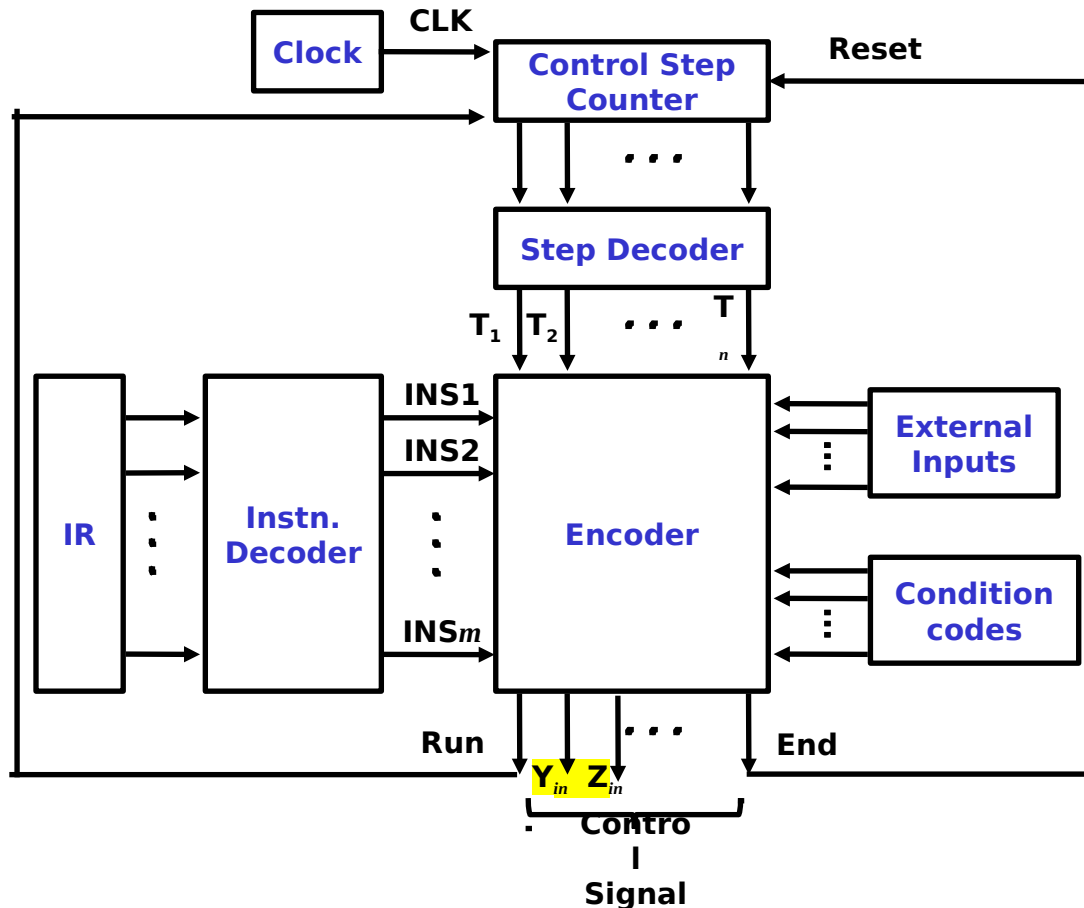 CLK
Clock
Reset
Control Step
Counter
Step Decoder
T1
T2
Tn
INS1
External
Inputs
INS2
IR
Instn.
Decoder
Encoder
Condition
codes
INSm
Run
End
Yin
Zin
Contro
l
Signal